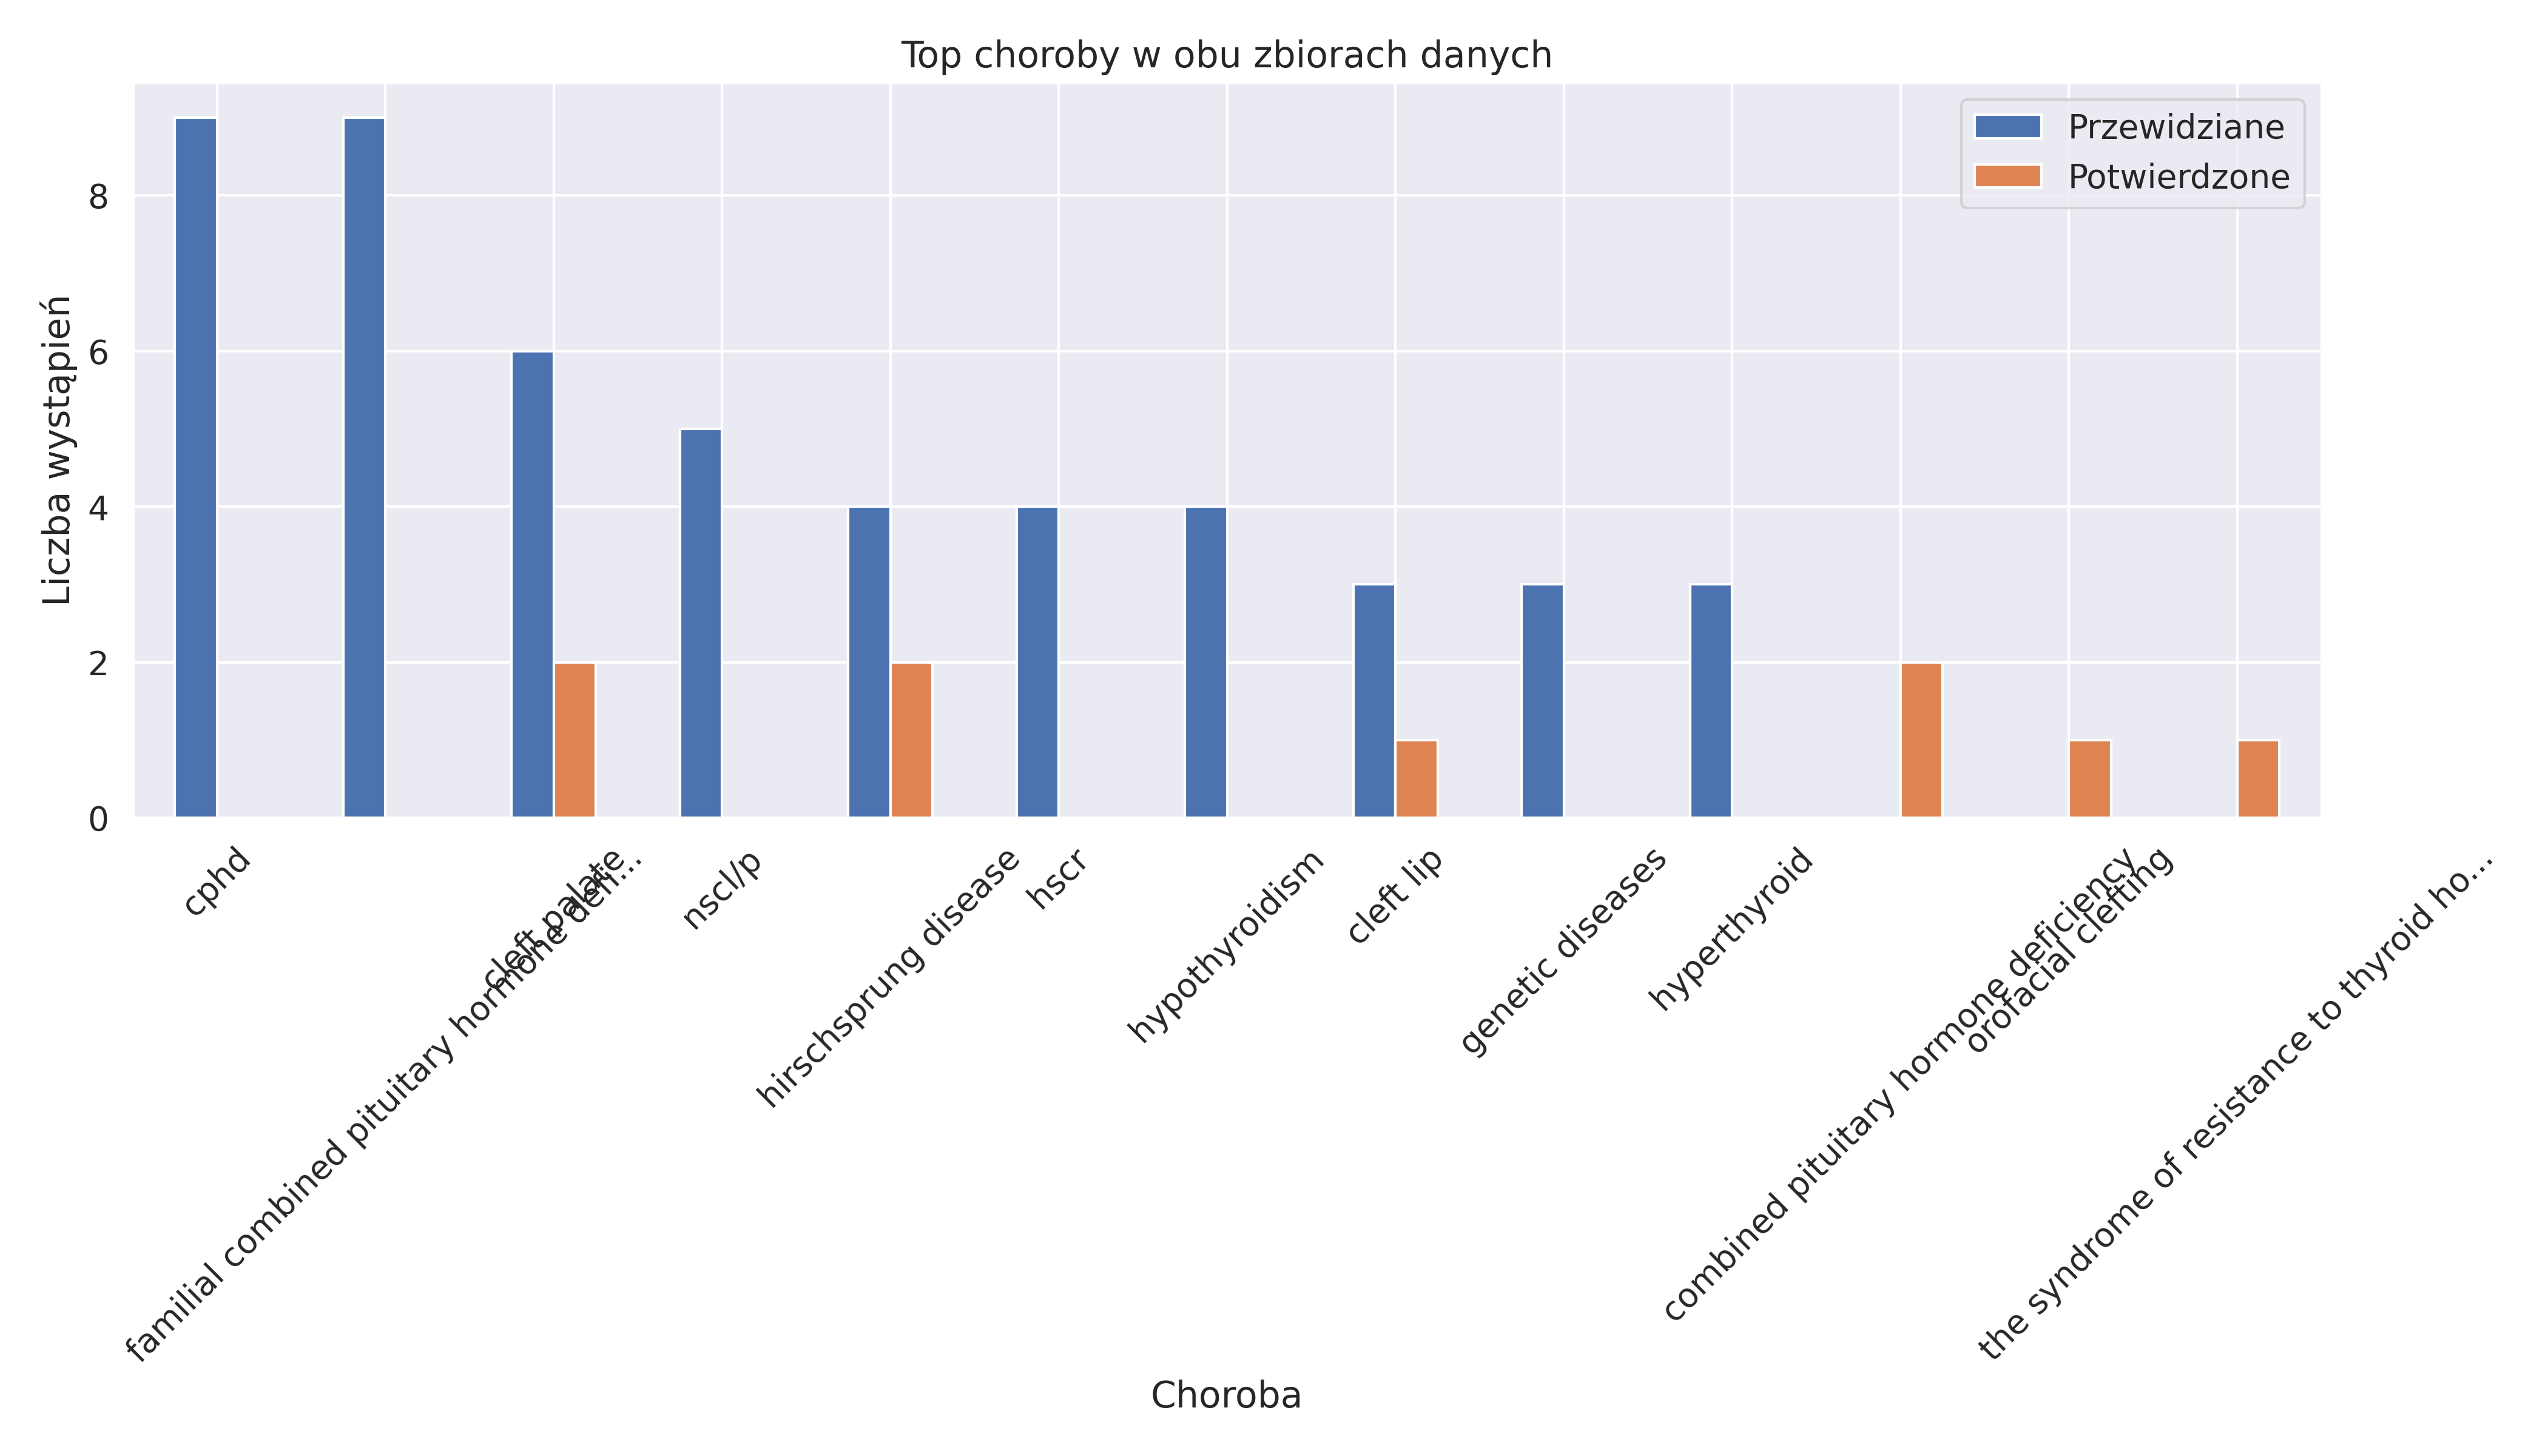 Top choroby w obu zbiorach danych
Przewidziane
Potwierdzone
Liczba wystąpień
8
6
4
2
0
cphd
familial combined pituitary hormone defi...
cleft palate
nscl/p
hirschsprung disease
hscr
hypothyroidism
cleft lip
genetic diseases
hyperthyroid
combined pituitary hormone deficiency
orofacial clefting
the syndrome of resistance to thyroid ho...
Choroba